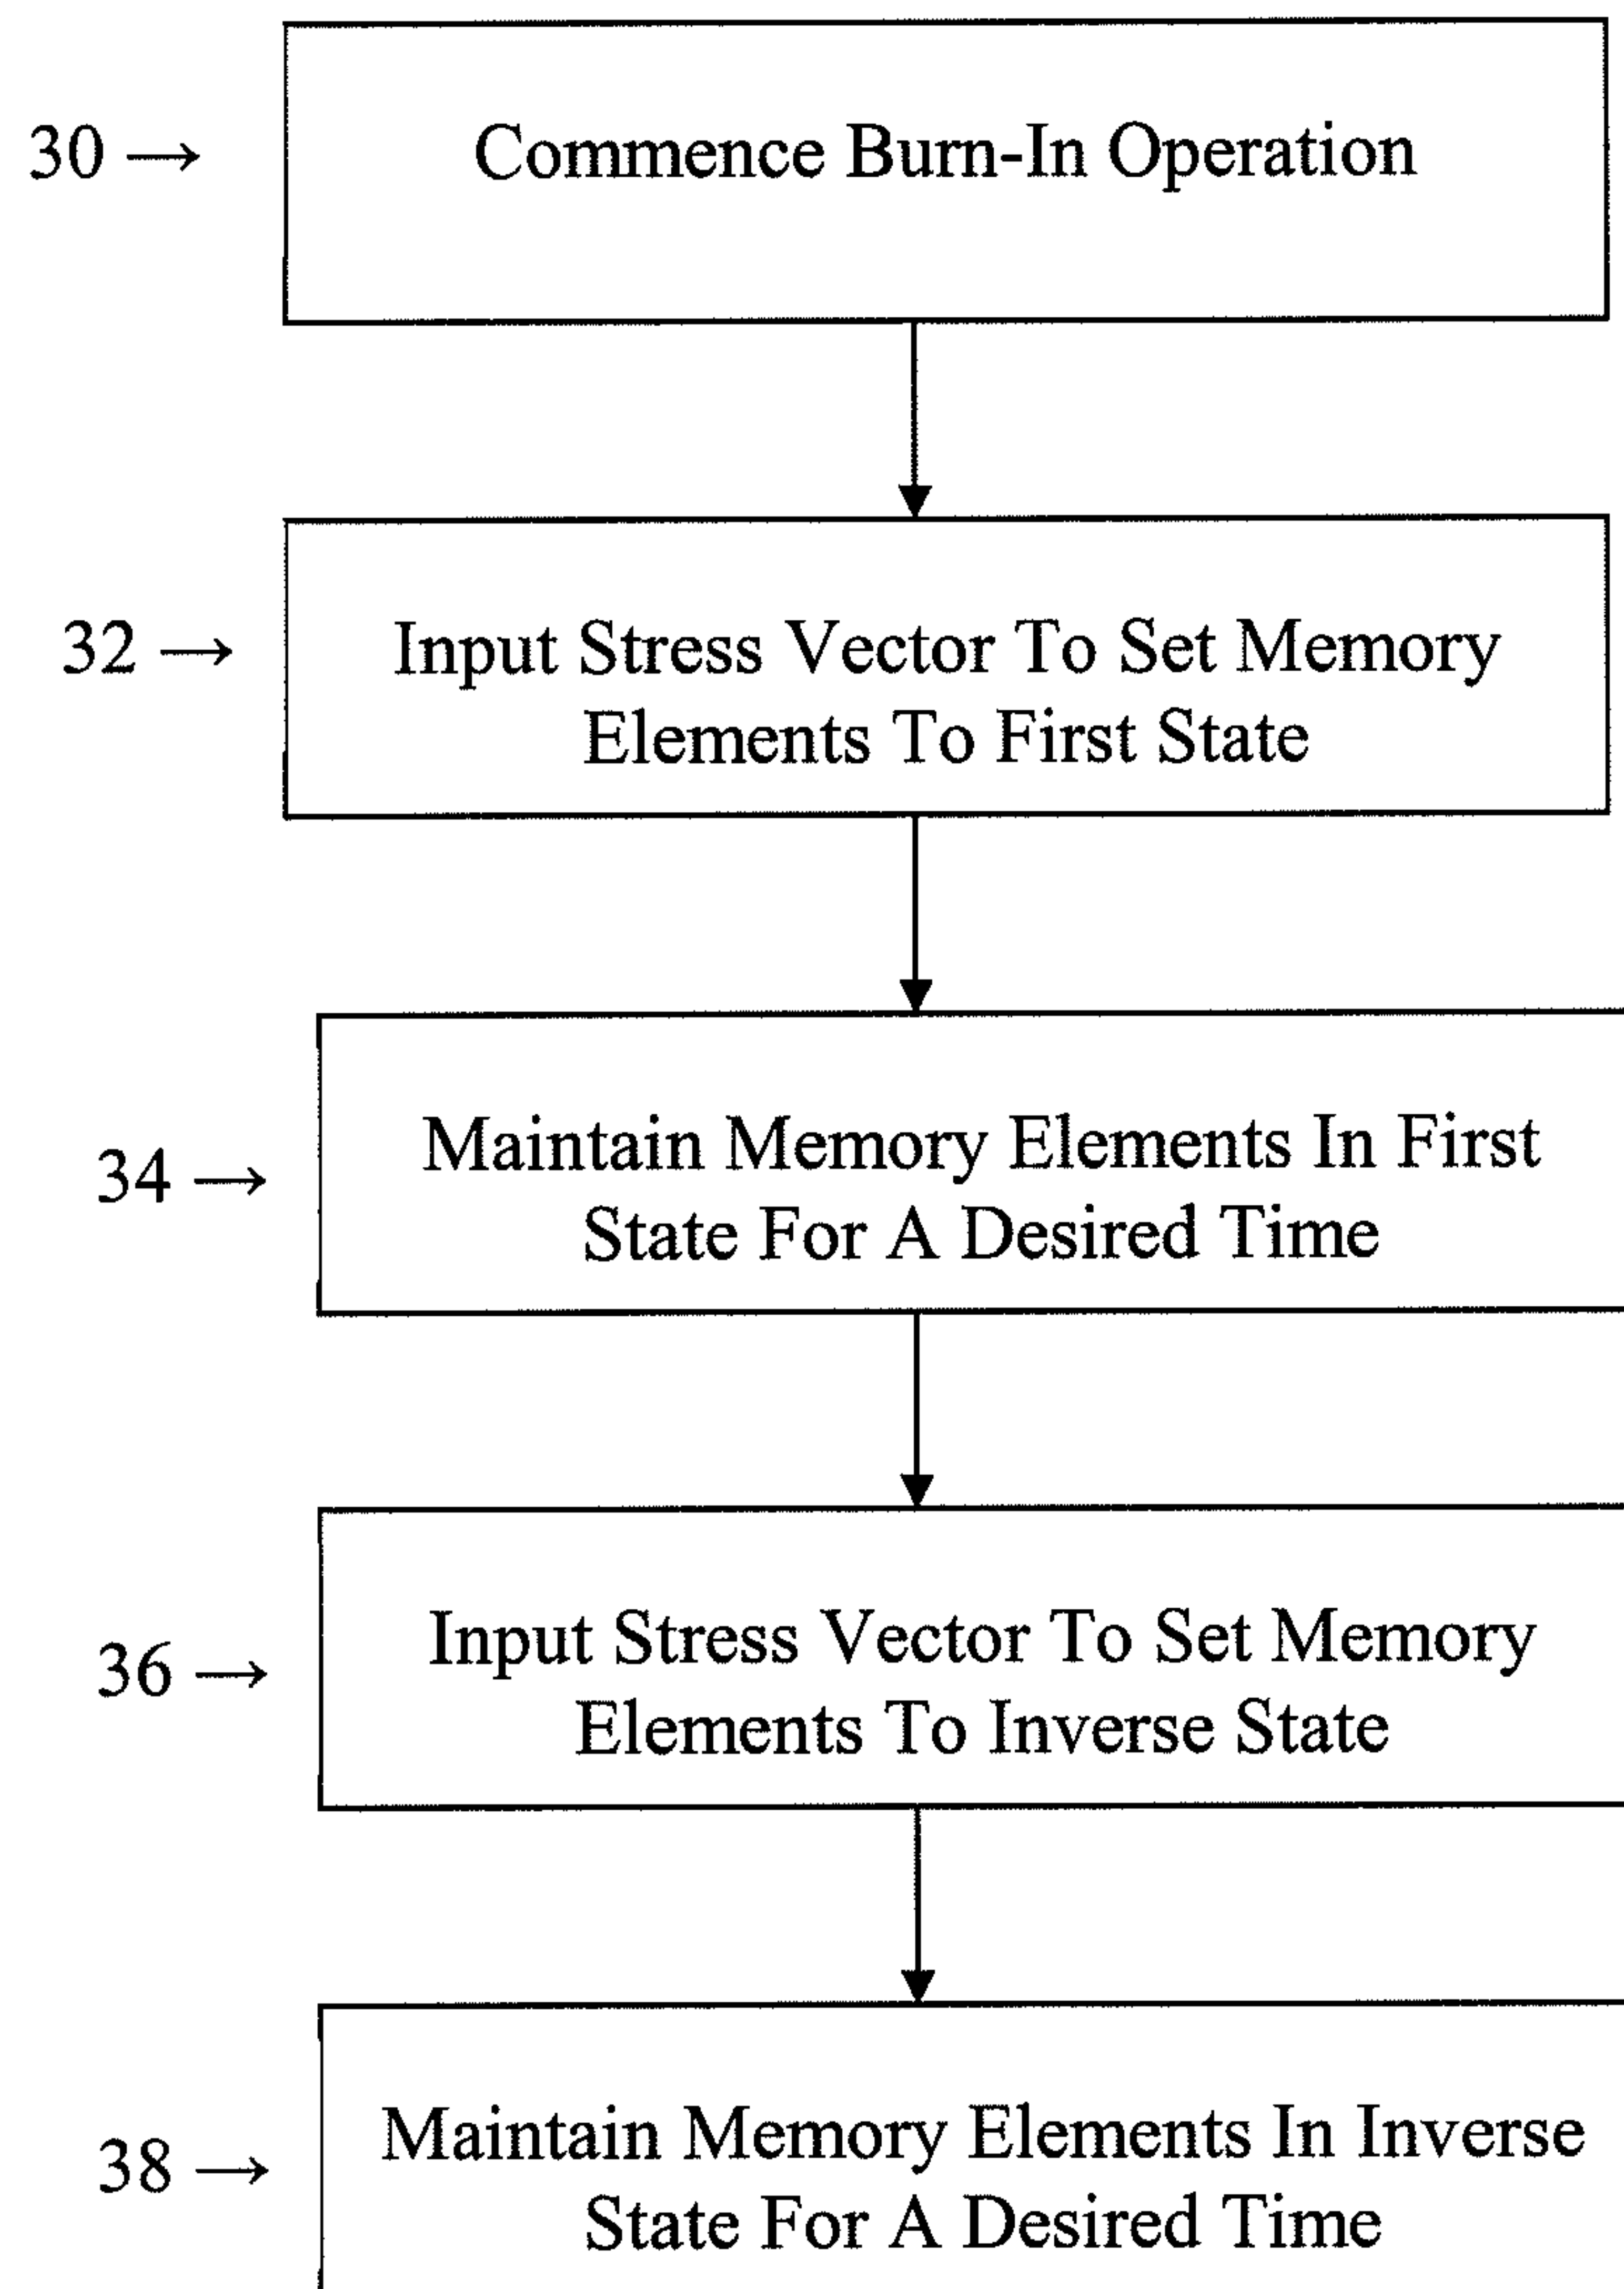 30 → Commence Burn-In Operation
32 → Input Stress Vector To Set Memory
Elements To First State
34 → Maintain Memory Elements In First
State For A Desired Time
36 → Input Stress Vector To Set Memory
Elements To Inverse State
38 → Maintain Memory Elements In Inverse
State For A Desired Time